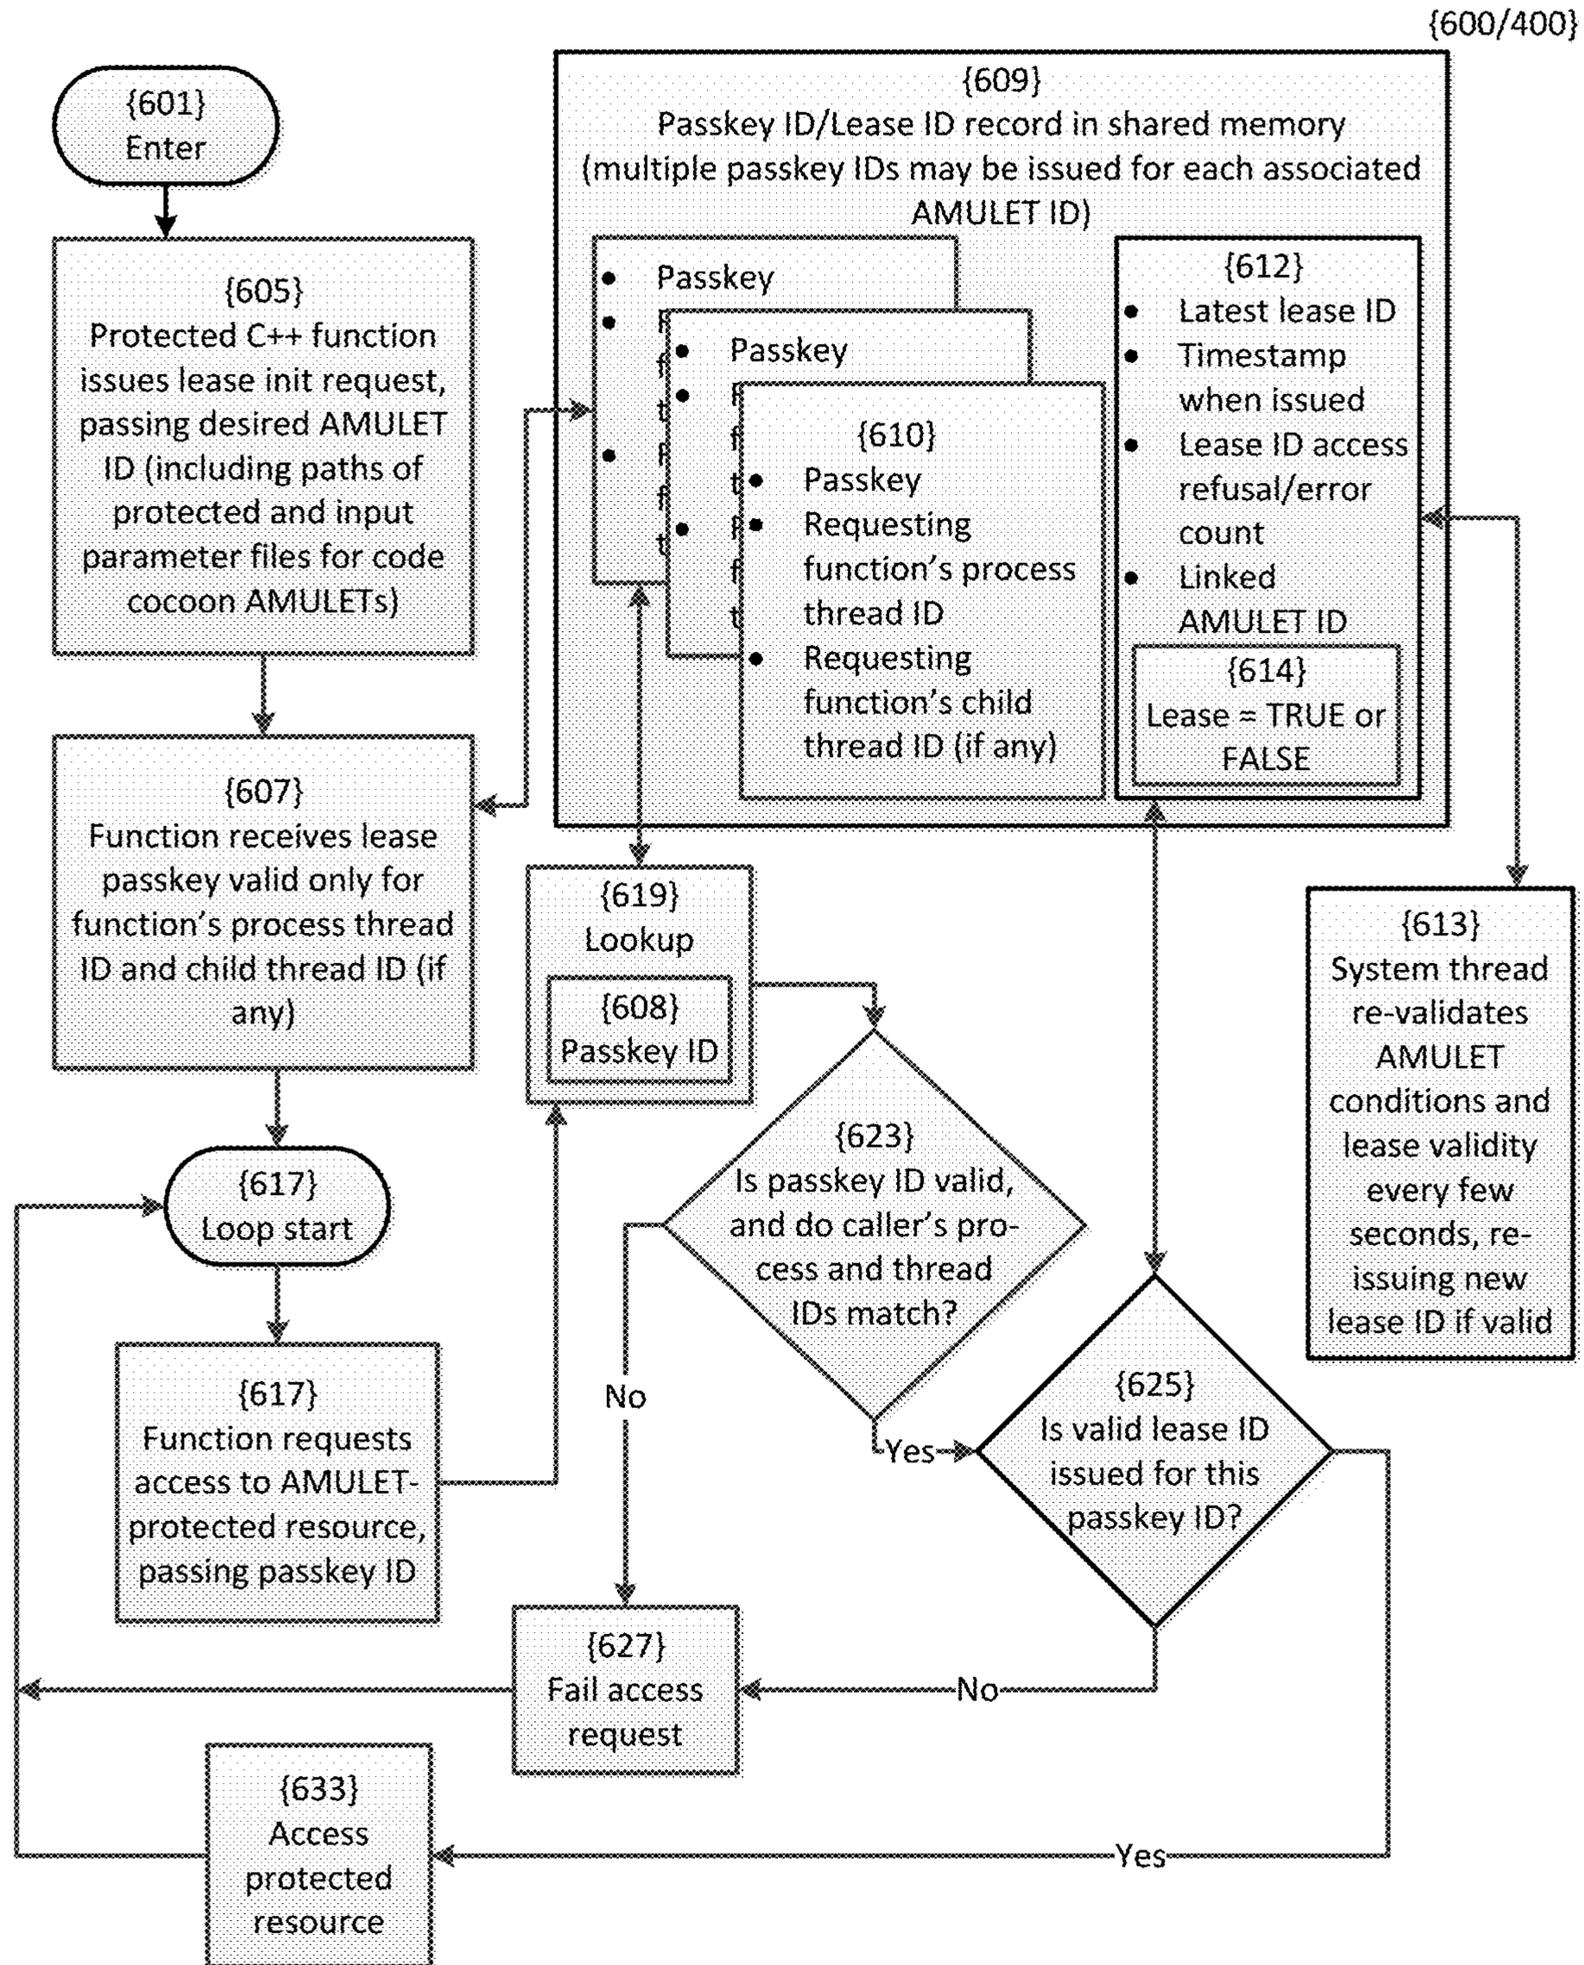 {600/400}
{601}
Enter
{605}
Protected C++ function
issues lease init request,
passing desired AMULET
ID (including paths of
protected and input
parameter files for code
cocoon AMULETs)
{607}
Function receives lease
passkey valid only for
function's process thread
ID and child thread ID (if
any)
{609}
Passkey ID/Lease ID record in shared memory
(multiple passkey IDs may be issued for each associated
AMULET ID)
• Passkey
•
•
• Passkey
•
•
{610}
• Passkey
• Requesting
function's process
thread ID
• Requesting
function's child
thread ID (if any)
{612}
• Latest lease ID
• Timestamp
when issued
• Lease ID access
refusal/error
count
• Linked
AMULET ID
{614}
Lease = TRUE or
FALSE
{613}
System thread
re-validates
AMULET
conditions and
lease validity
every few
seconds, re-
issuing new
lease ID if valid
{619}
Lookup
{608}
Passkey ID
{617}
Loop start
{617}
Function requests
access to AMULET-
protected resource,
passing passkey ID
{623}
Is passkey ID valid,
and do caller's pro-
cess and thread
IDs match?
No
Yes
{625}
Is valid lease ID
issued for this
passkey ID?
No
Yes
{627}
Fail access
request
{633}
Access
protected
resource